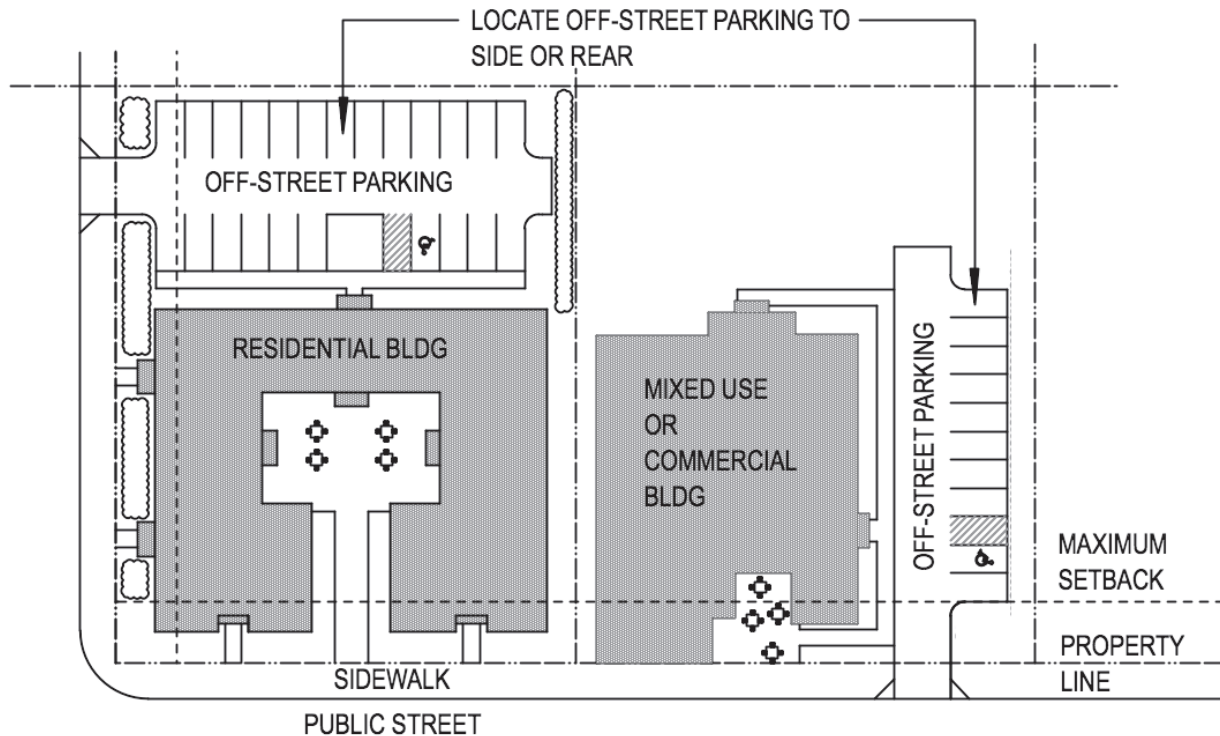 LOCATE OFF-STREET PARKING TO
SIDE OR REAR
OFF-STREET PARKING
RESIDENTIAL BLDG
MIXED USE
OR
COMMERCIAL
BLDG
OFF-STREET PARKING
MAXIMUM
SETBACK
PROPERTY
LINE
SIDEWALK
PUBLIC STREET